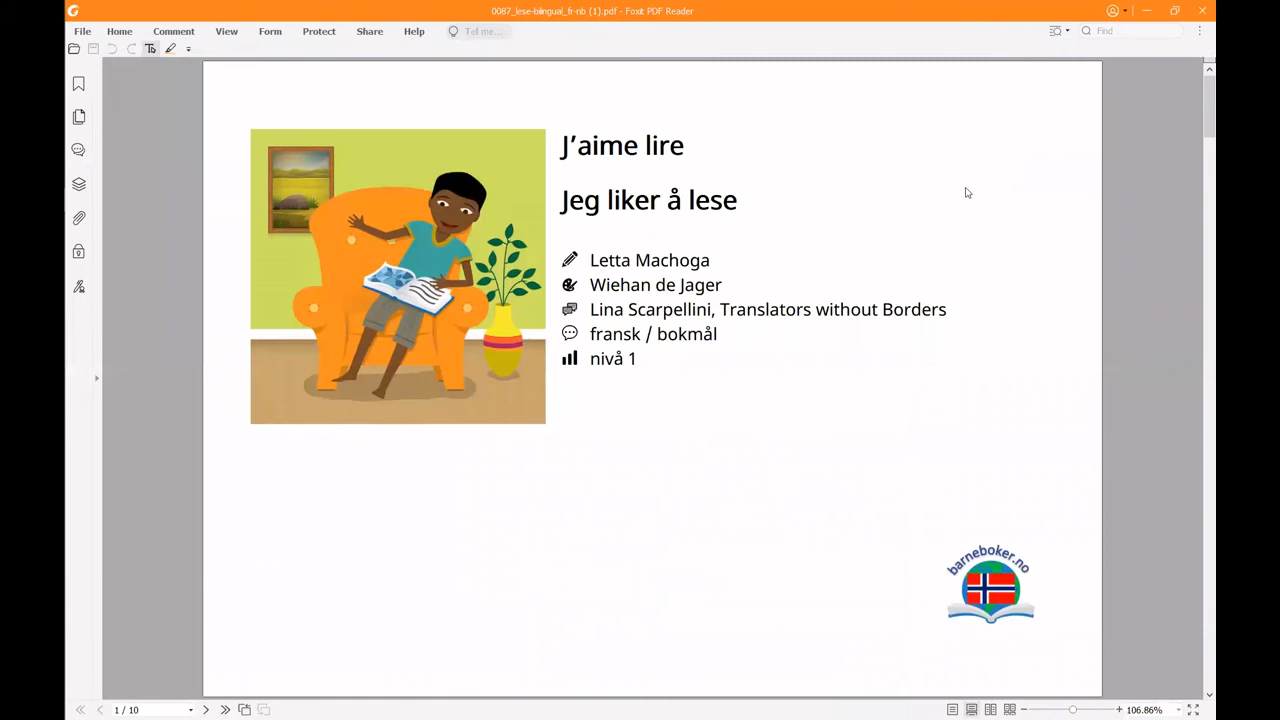 0087_lese-bilingual_fr-nb (1).pdf - Foxit PDF Reader
File Home Comment View Form Protect Share Help Tell me... Find
J’aime lire
Jeg liker å lese
Letta Machoga
Wiehan de Jager
Lina Scarpellini, Translators without Borders
fransk / bokmål
nivå 1
barneboker.no
1 / 10
106.86%